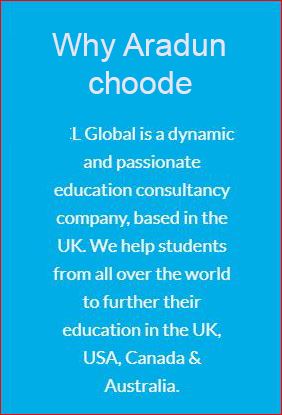 Why Aradun
choode
L Global is a dynamic
and passionate
education consultancy
company, based in the
UK. We help students
from all over the world
to further their
education in the UK,
USA, Canada &
Australia.